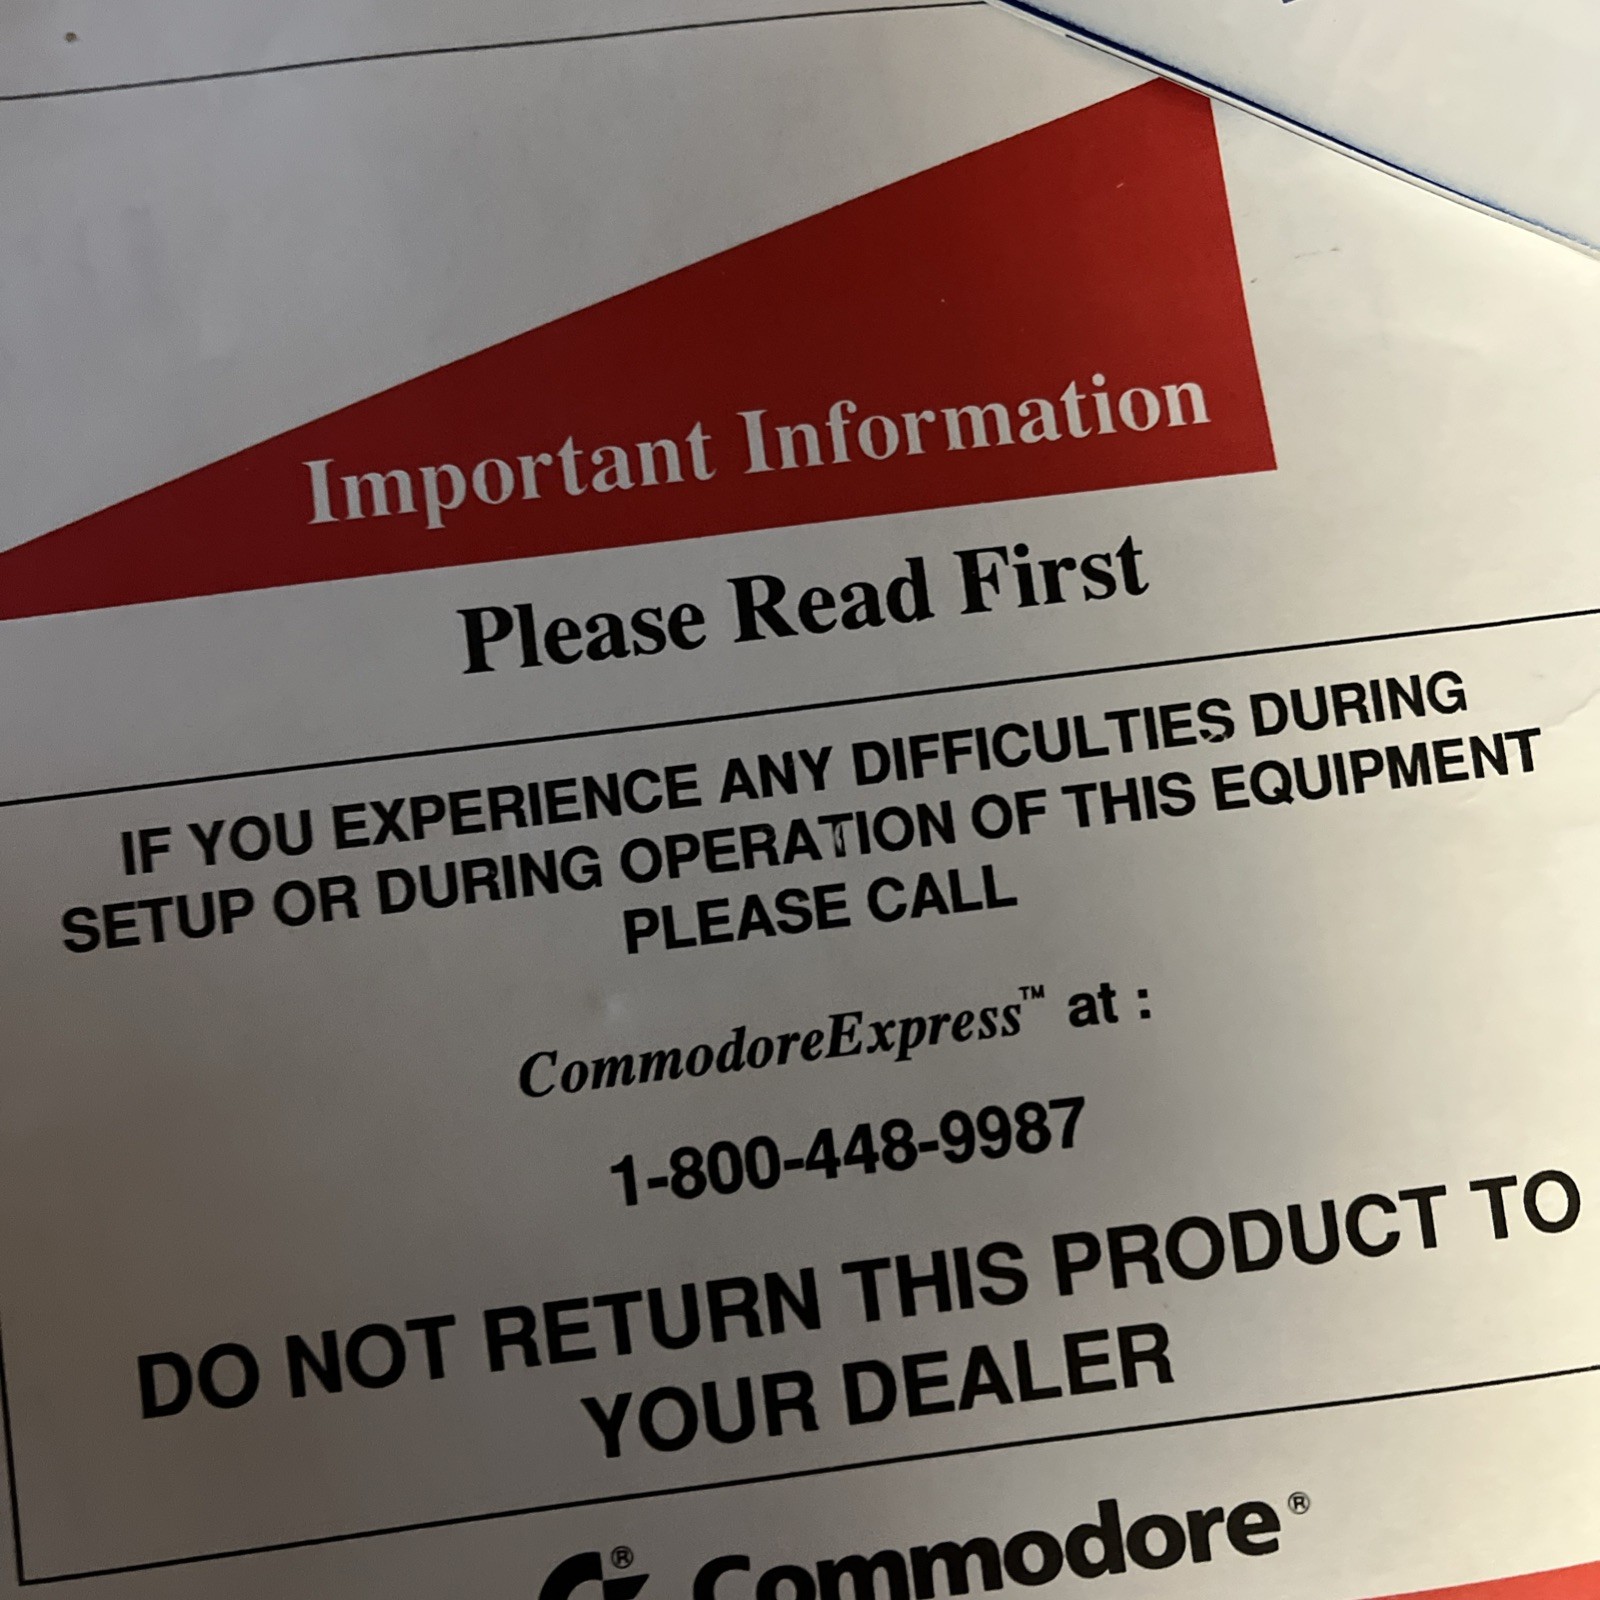 Important Information
Please Read First
IF YOU EXPERIENCE ANY DIFFICULTIES DURING
SETUP OR DURING OPERATION OF THIS EQUIPMENT
PLEASE CALL
CommodoreExpress™ at :
1-800-448-9987
DO NOT RETURN THIS PRODUCT TO
YOUR DEALER
® Commodore®